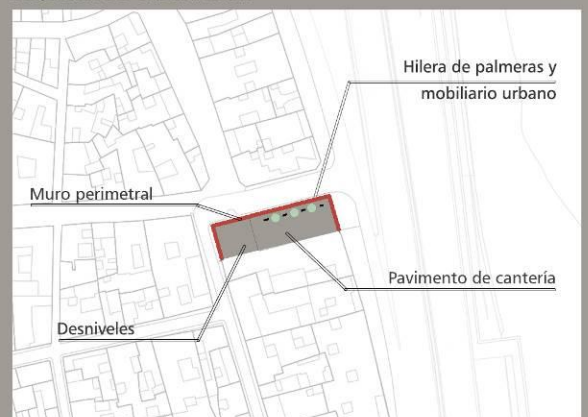 Hilera de palmeras y
mobiliario urbano
Muro perimetral
Pavimento de cantería
Desniveles